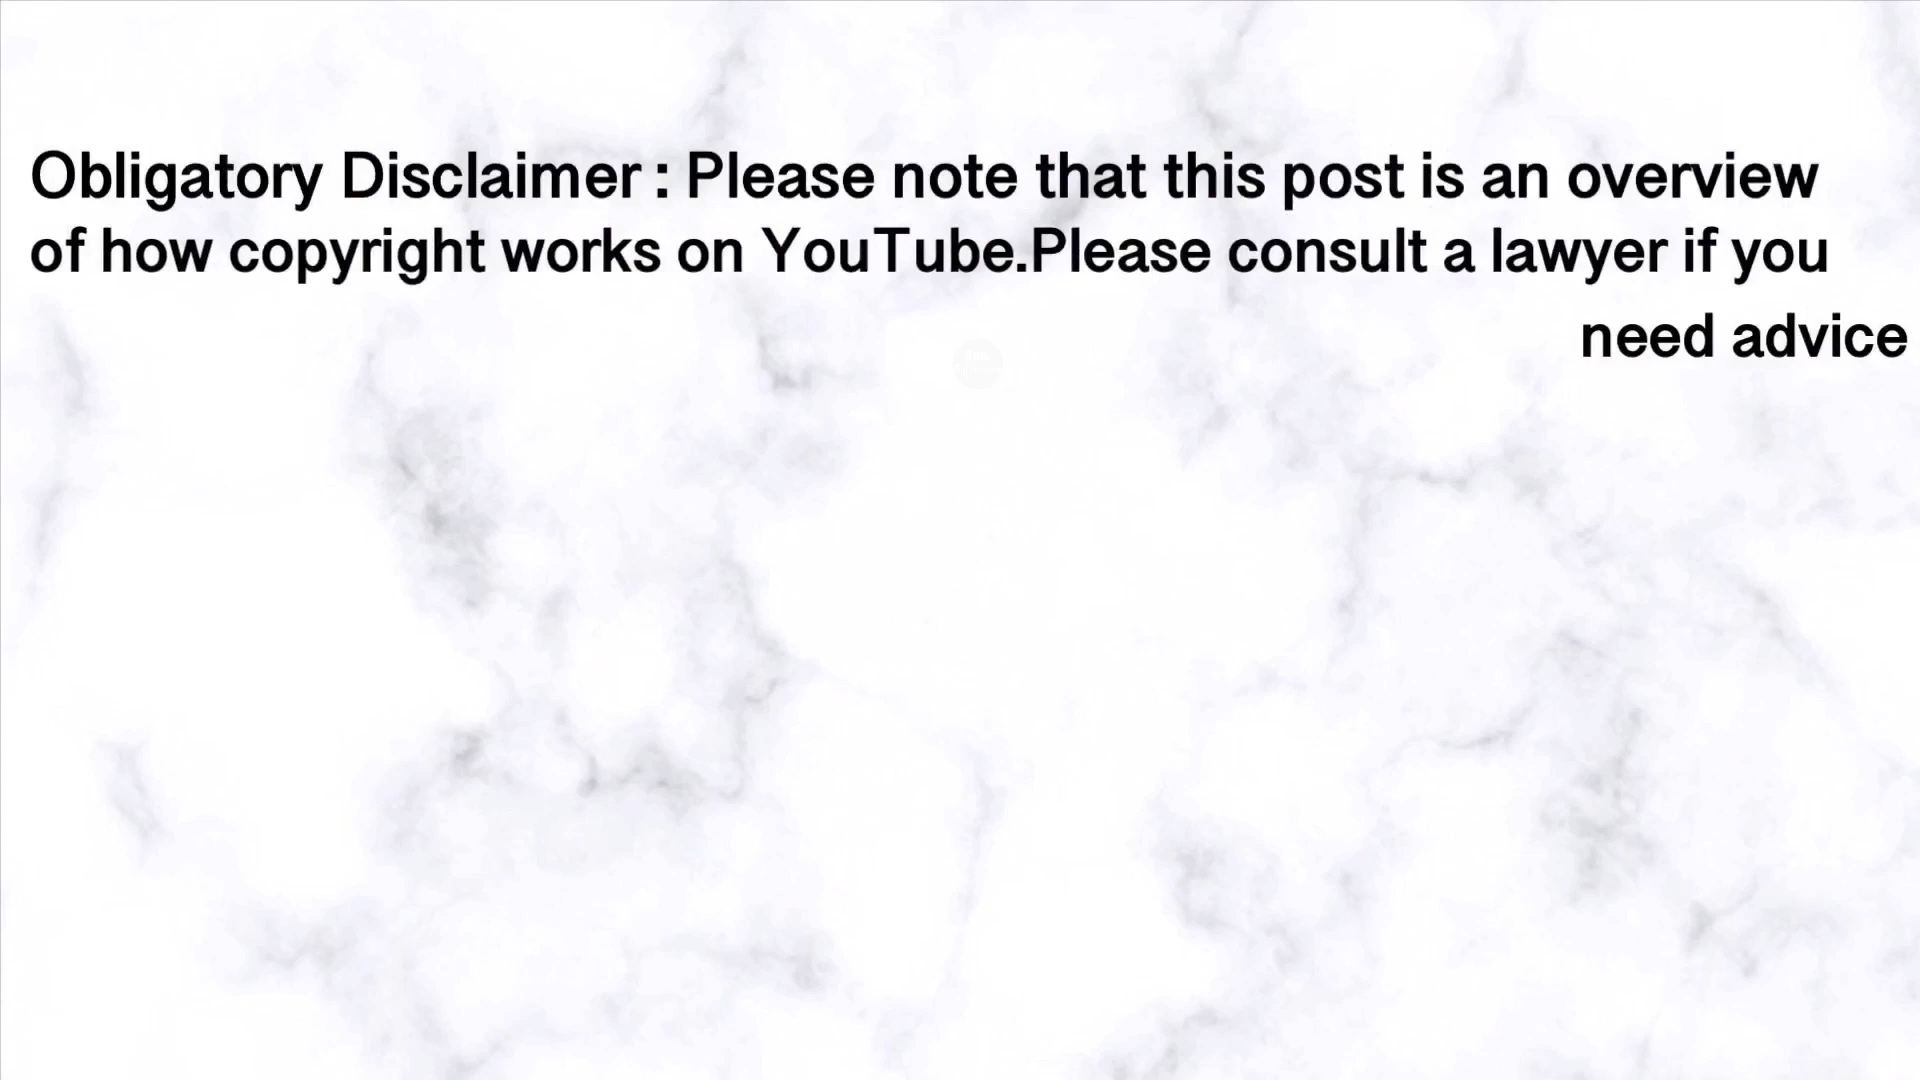 Obligatory Disclaimer : Please note that this post is an overview
of how copyright works on YouTube.Please consult a lawyer if you
need advice